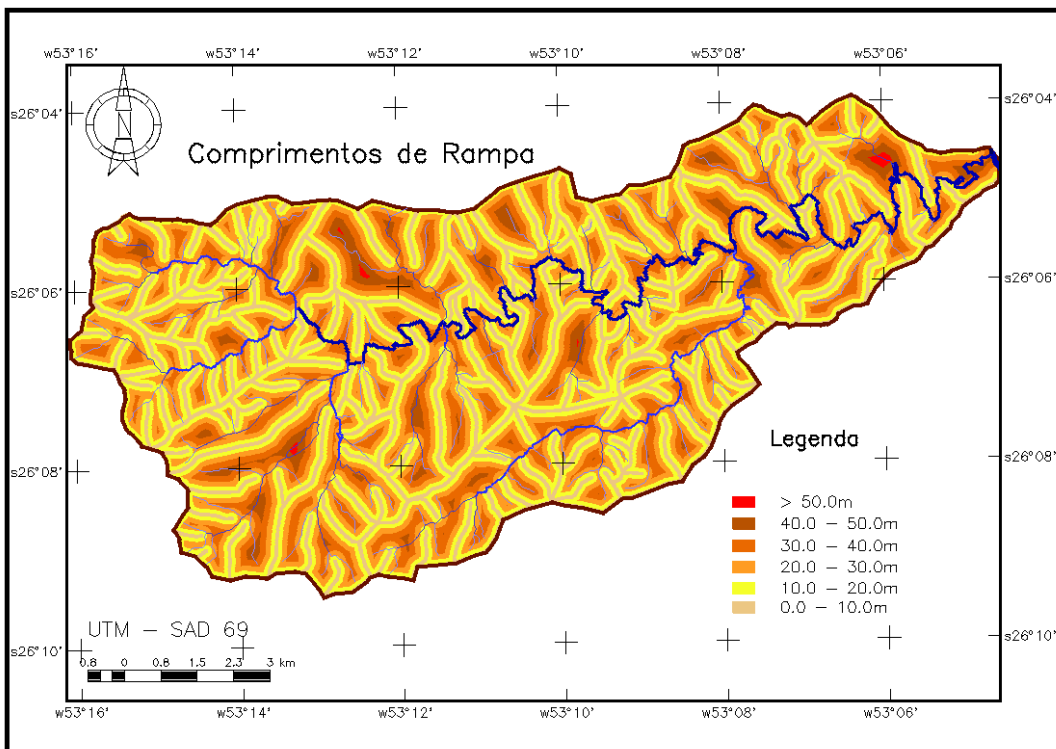 w53°16' w53°14' w53°12' w53°10' w53°08' w53°06'
s26°04' s26°04'
N
Comprimentos de Rampa
s26°06' s26°06'
Legenda
s26°08' s26°08'
> 50.0m
40.0 – 50.0m
30.0 – 40.0m
20.0 – 30.0m
10.0 – 20.0m
0.0 – 10.0m
UTM – SAD 69
s26°10' s26°10'
0.8 0 0.8 1.5 2.3 3 km
w53°16' w53°14' w53°12' w53°10' w53°08' w53°06'